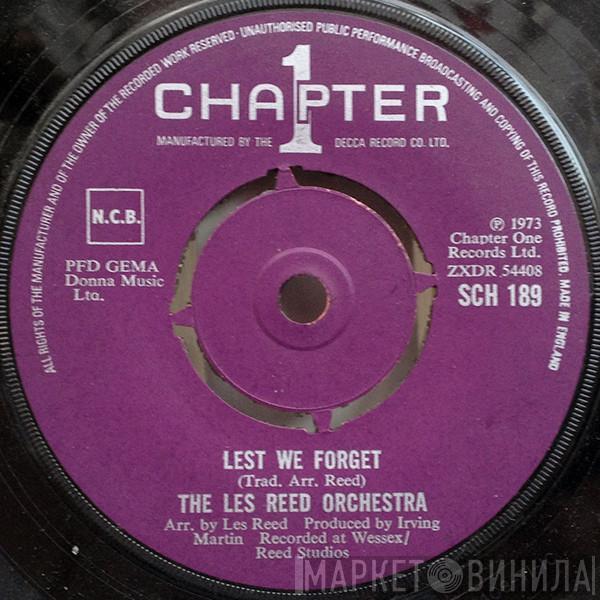 ALL RIGHTS OF THE MANUFACTURER AND OF THE OWNER OF THE RECORDED WORK RESERVED · UNAUTHORISED PUBLIC PERFORMANCE BROADCASTING AND COPYING OF THIS RECORD PROHIBITED. MADE IN ENGLAND
CHAPTER 1
MANUFACTURED BY THE DECCA RECORD CO. LTD.
N.C.B.
PFD GEMA
Donna Music
Ltd.
℗ 1973
Chapter One
Records Ltd.
ZXDR 54408
SCH 189
LEST WE FORGET
(Trad. Arr. Reed)
THE LES REED ORCHESTRA
Arr. by Les Reed Produced by Irving
Martin Recorded at Wessex/
Reed Studios
МАРКЕТ ВИНИЛА